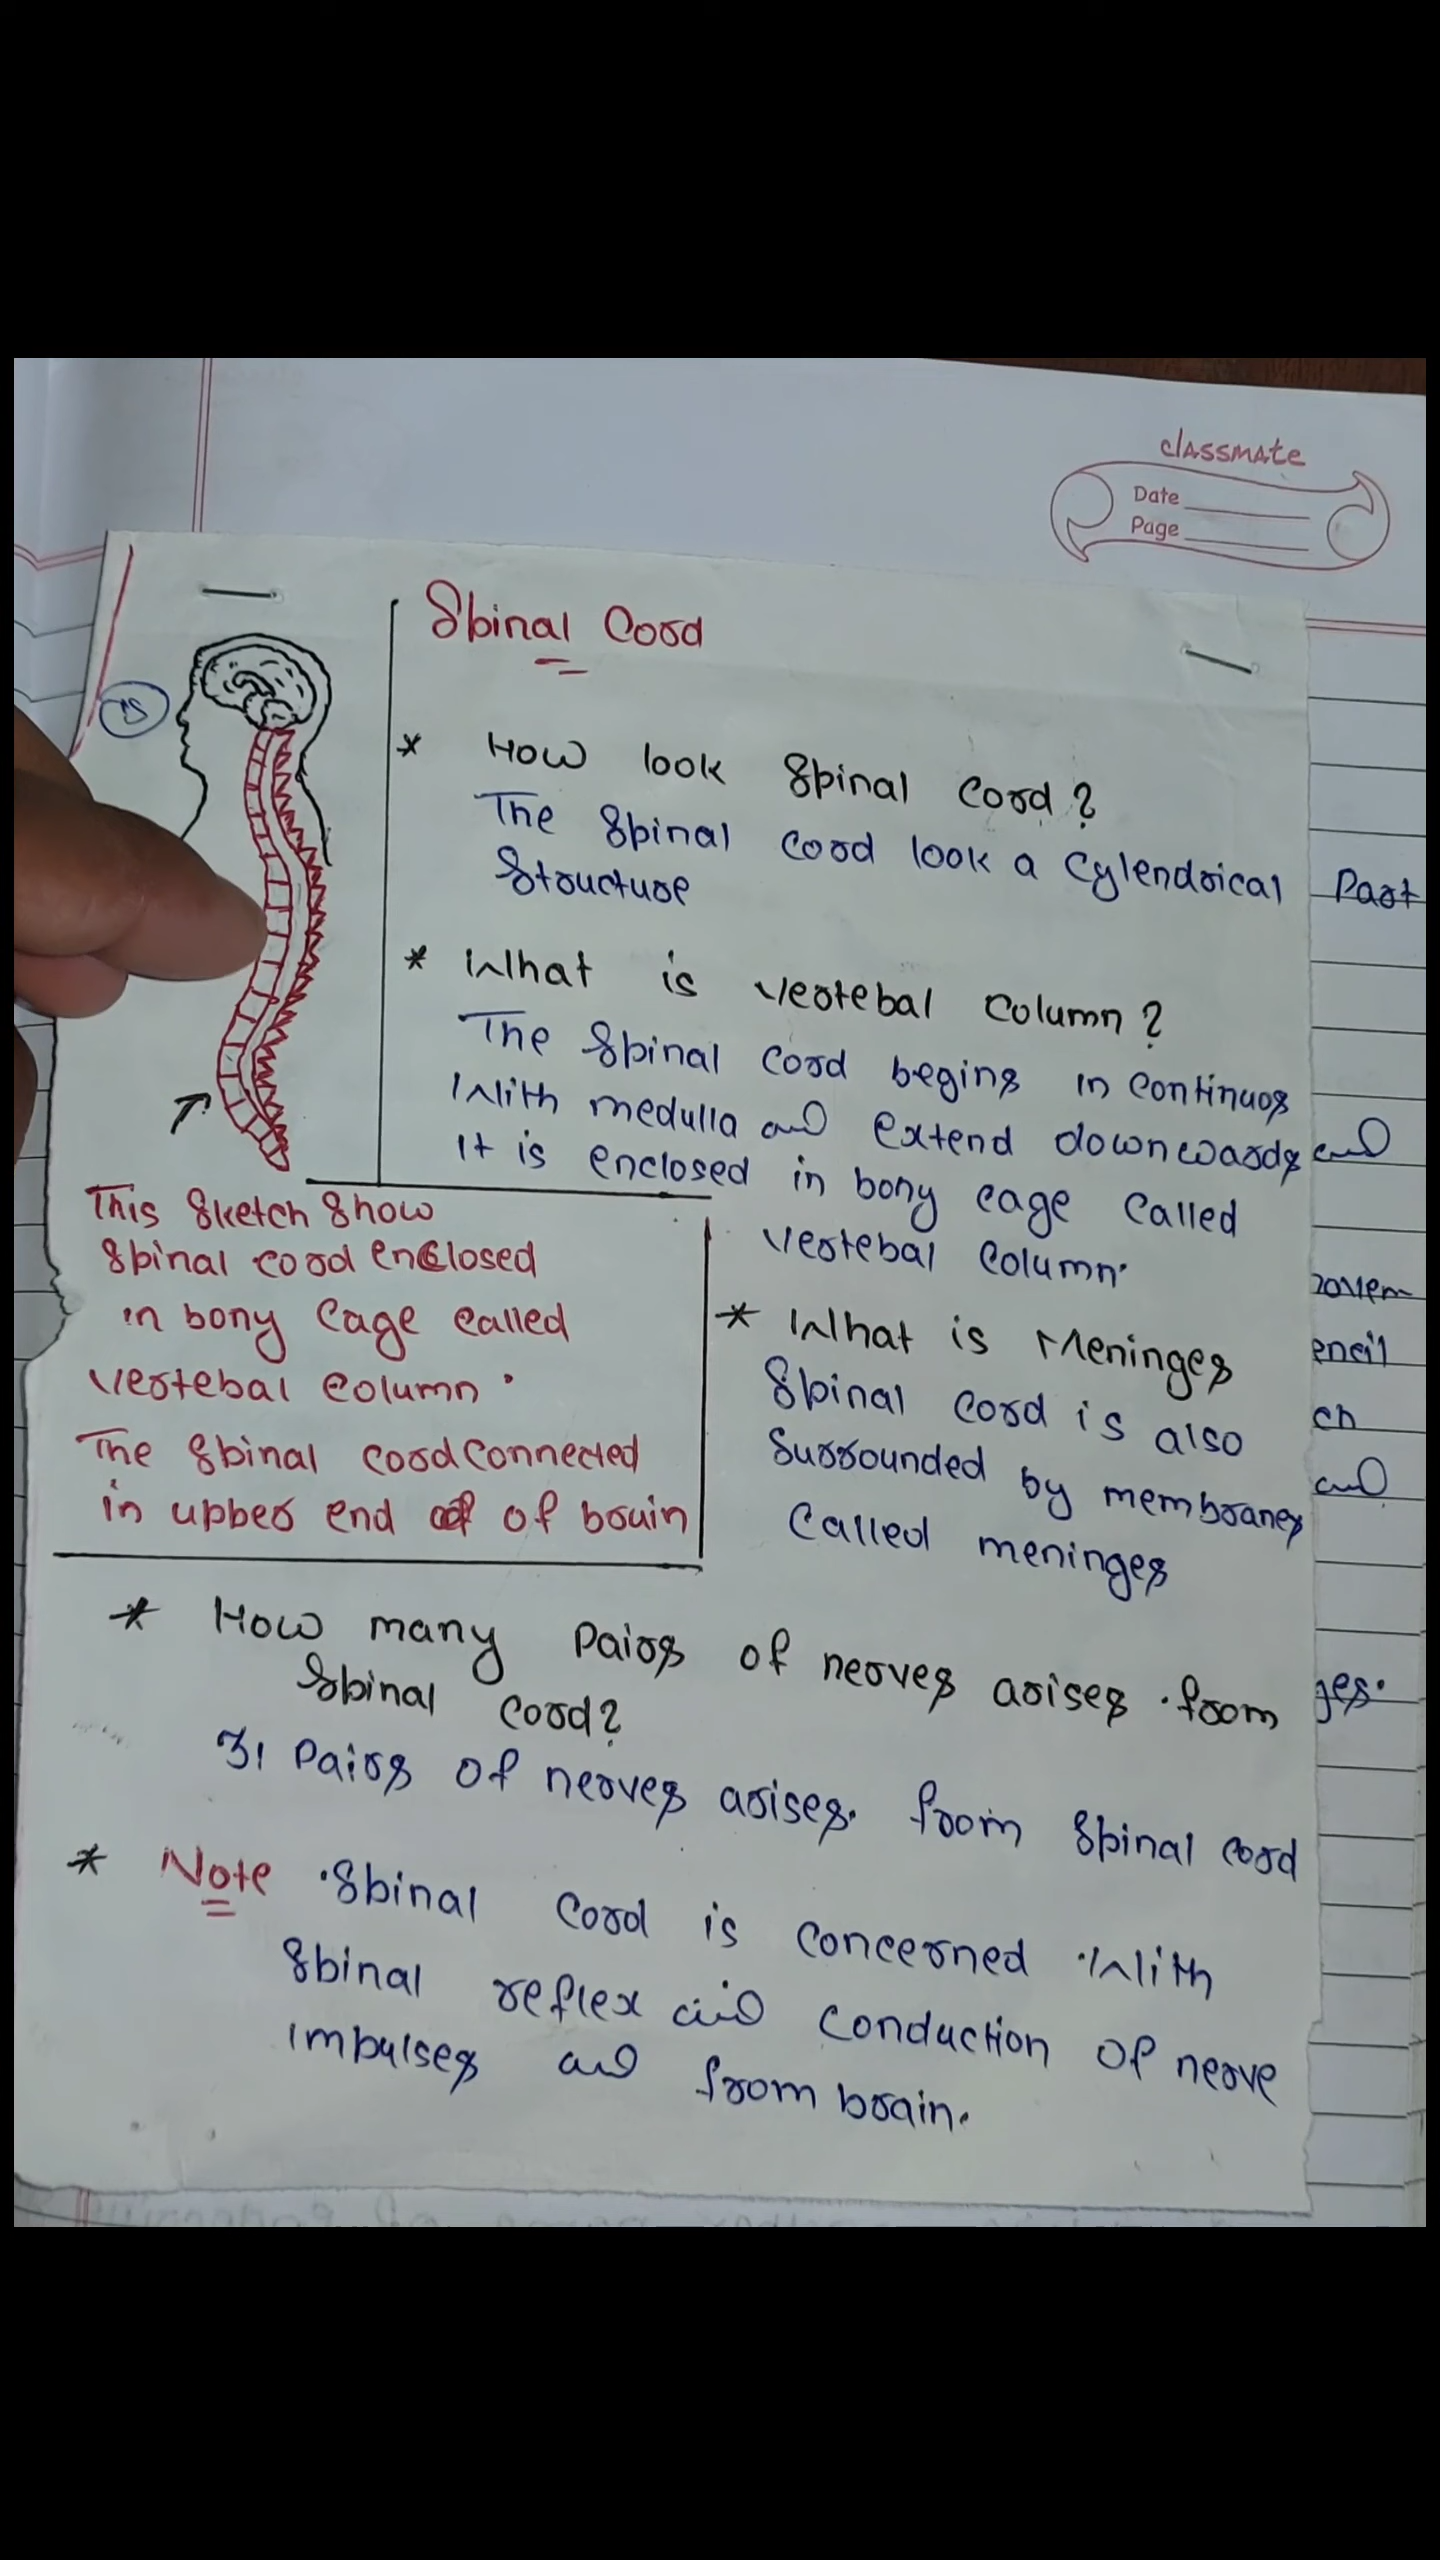 classmate
Date
Page
Spinal Cord
15
* How look Spinal Cord?
The Spinal Cord look a Cylendrical
Structure
* What is vertebal column?
The Spinal Cord begins in continuos
With medulla and extend downwards
It is enclosed in bony cage called
vertebal column.
This Sketch Show
Spinal cord enclosed
in bony cage called
vertebal column.
The Spinal cord connected
in upper end of of brain
* What is Meninges
Spinal cord is also
surrounded by membranes
called meninges
* How many Pairs of nerves arises from
Spinal Cord?
31 Pairs of nerves arises from Spinal cord
* Note Spinal Cord is concerned With
Spinal reflex and conduction of nerve
impulses and from brain.
Part
and
encil
ch
and
ges.